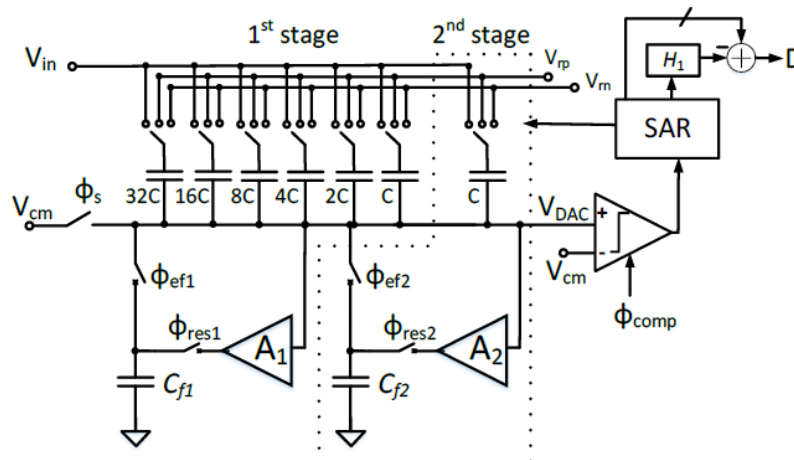 1st stage
2nd stage
Vin
Vrp
Vrn
H1
−
+
D
SAR
32C
16C
8C
4C
2C
C
C
Vcm
ϕs
VDAC
+
-
Vcm
ϕcomp
ϕef1
ϕef2
ϕres1
A1
ϕres2
A2
Cf1
Cf2